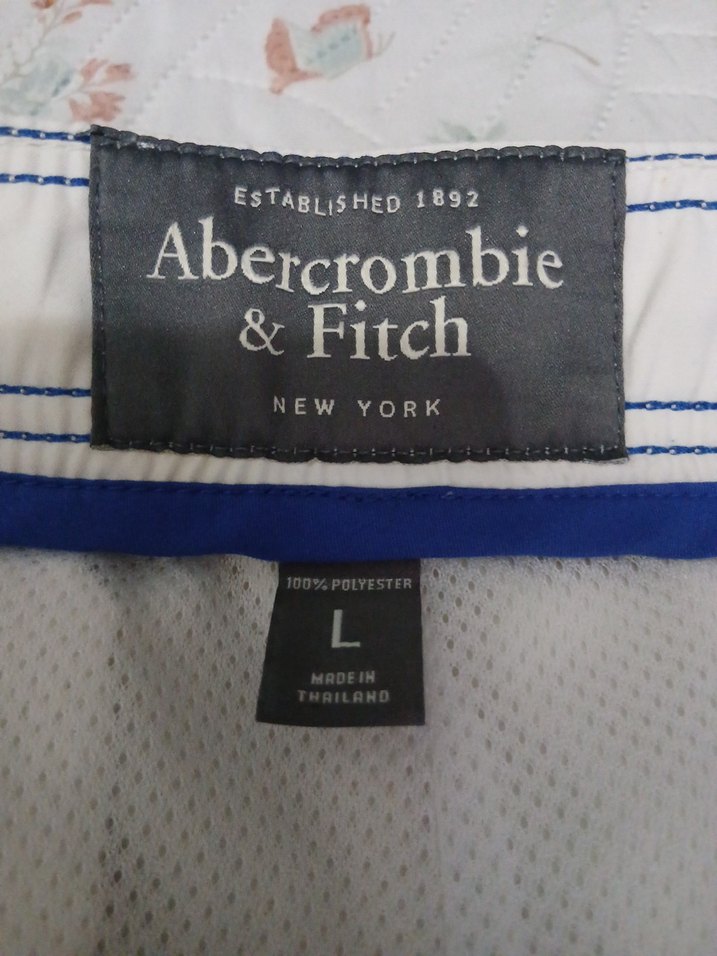 ESTABLISHED 1892
Abercrombie
& Fitch
NEW YORK
100% POLYESTER
L
MADE IN
THAILAND